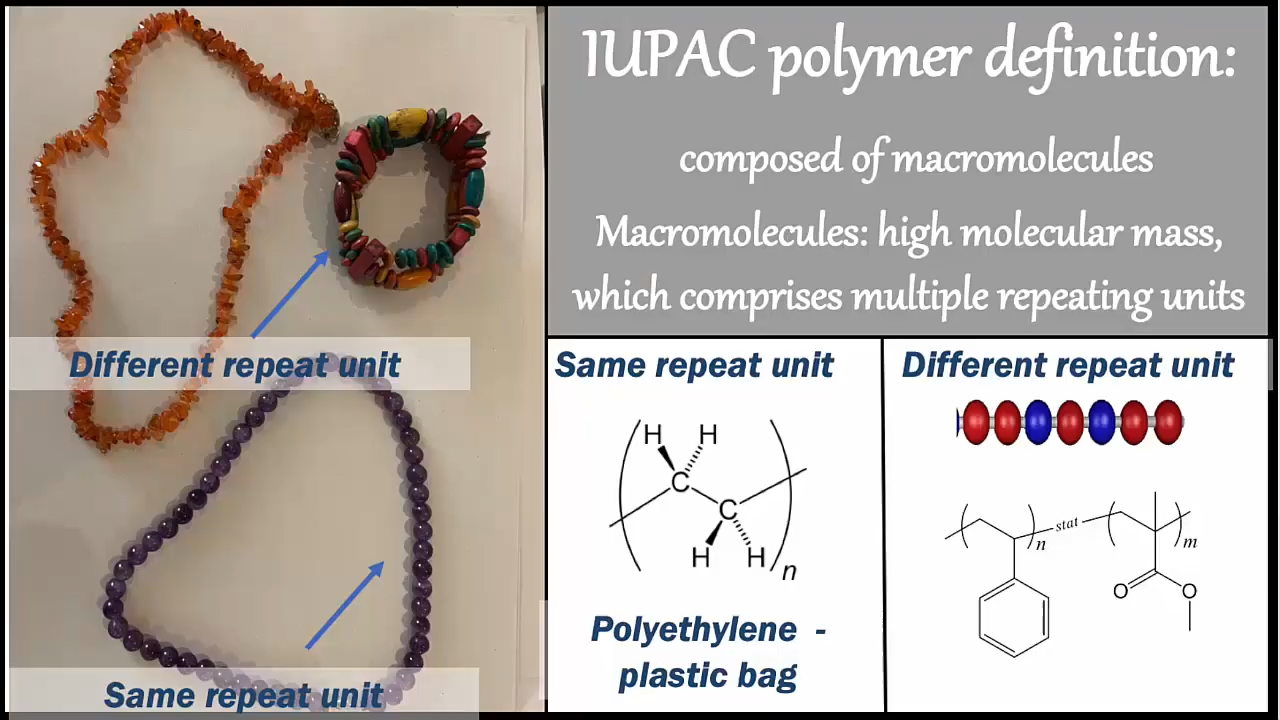 IUPAC polymer definition:
composed of macromolecules
Macromolecules: high molecular mass,
which comprises multiple repeating units
Different repeat unit
Same repeat unit
Same repeat unit
H H
C
C
H H
n
Polyethylene -
plastic bag
Different repeat unit
stat
n
m
O
O